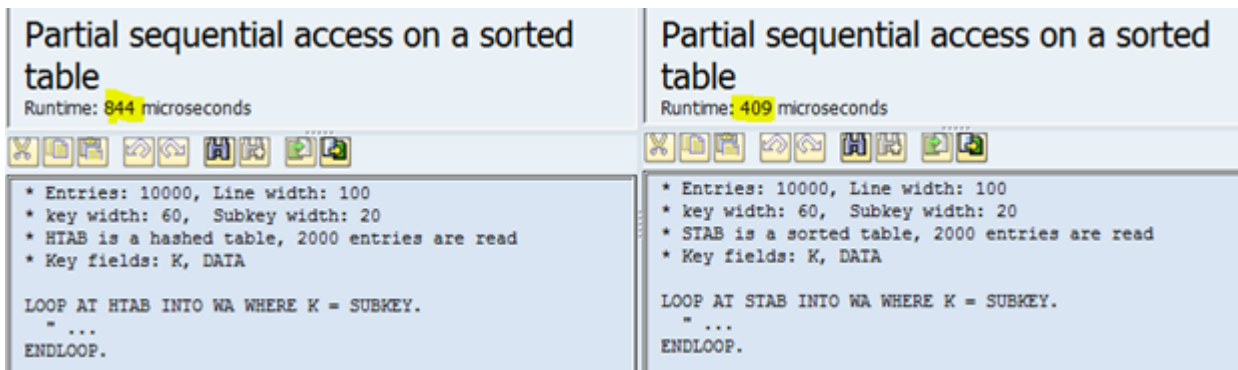 Partial sequential access on a sorted
table
Runtime: 844 microseconds
* Entries: 10000, Line width: 100
* key width: 60,  Subkey width: 20
* HTAB is a hashed table, 2000 entries are read
* Key fields: K, DATA
LOOP AT HTAB INTO WA WHERE K = SUBKEY.
" ...
ENDLOOP.
Partial sequential access on a sorted
table
Runtime: 409 microseconds
* Entries: 10000, Line width: 100
* key width: 60,  Subkey width: 20
* STAB is a sorted table, 2000 entries are read
* Key fields: K, DATA
LOOP AT STAB INTO WA WHERE K = SUBKEY.
" ...
ENDLOOP.